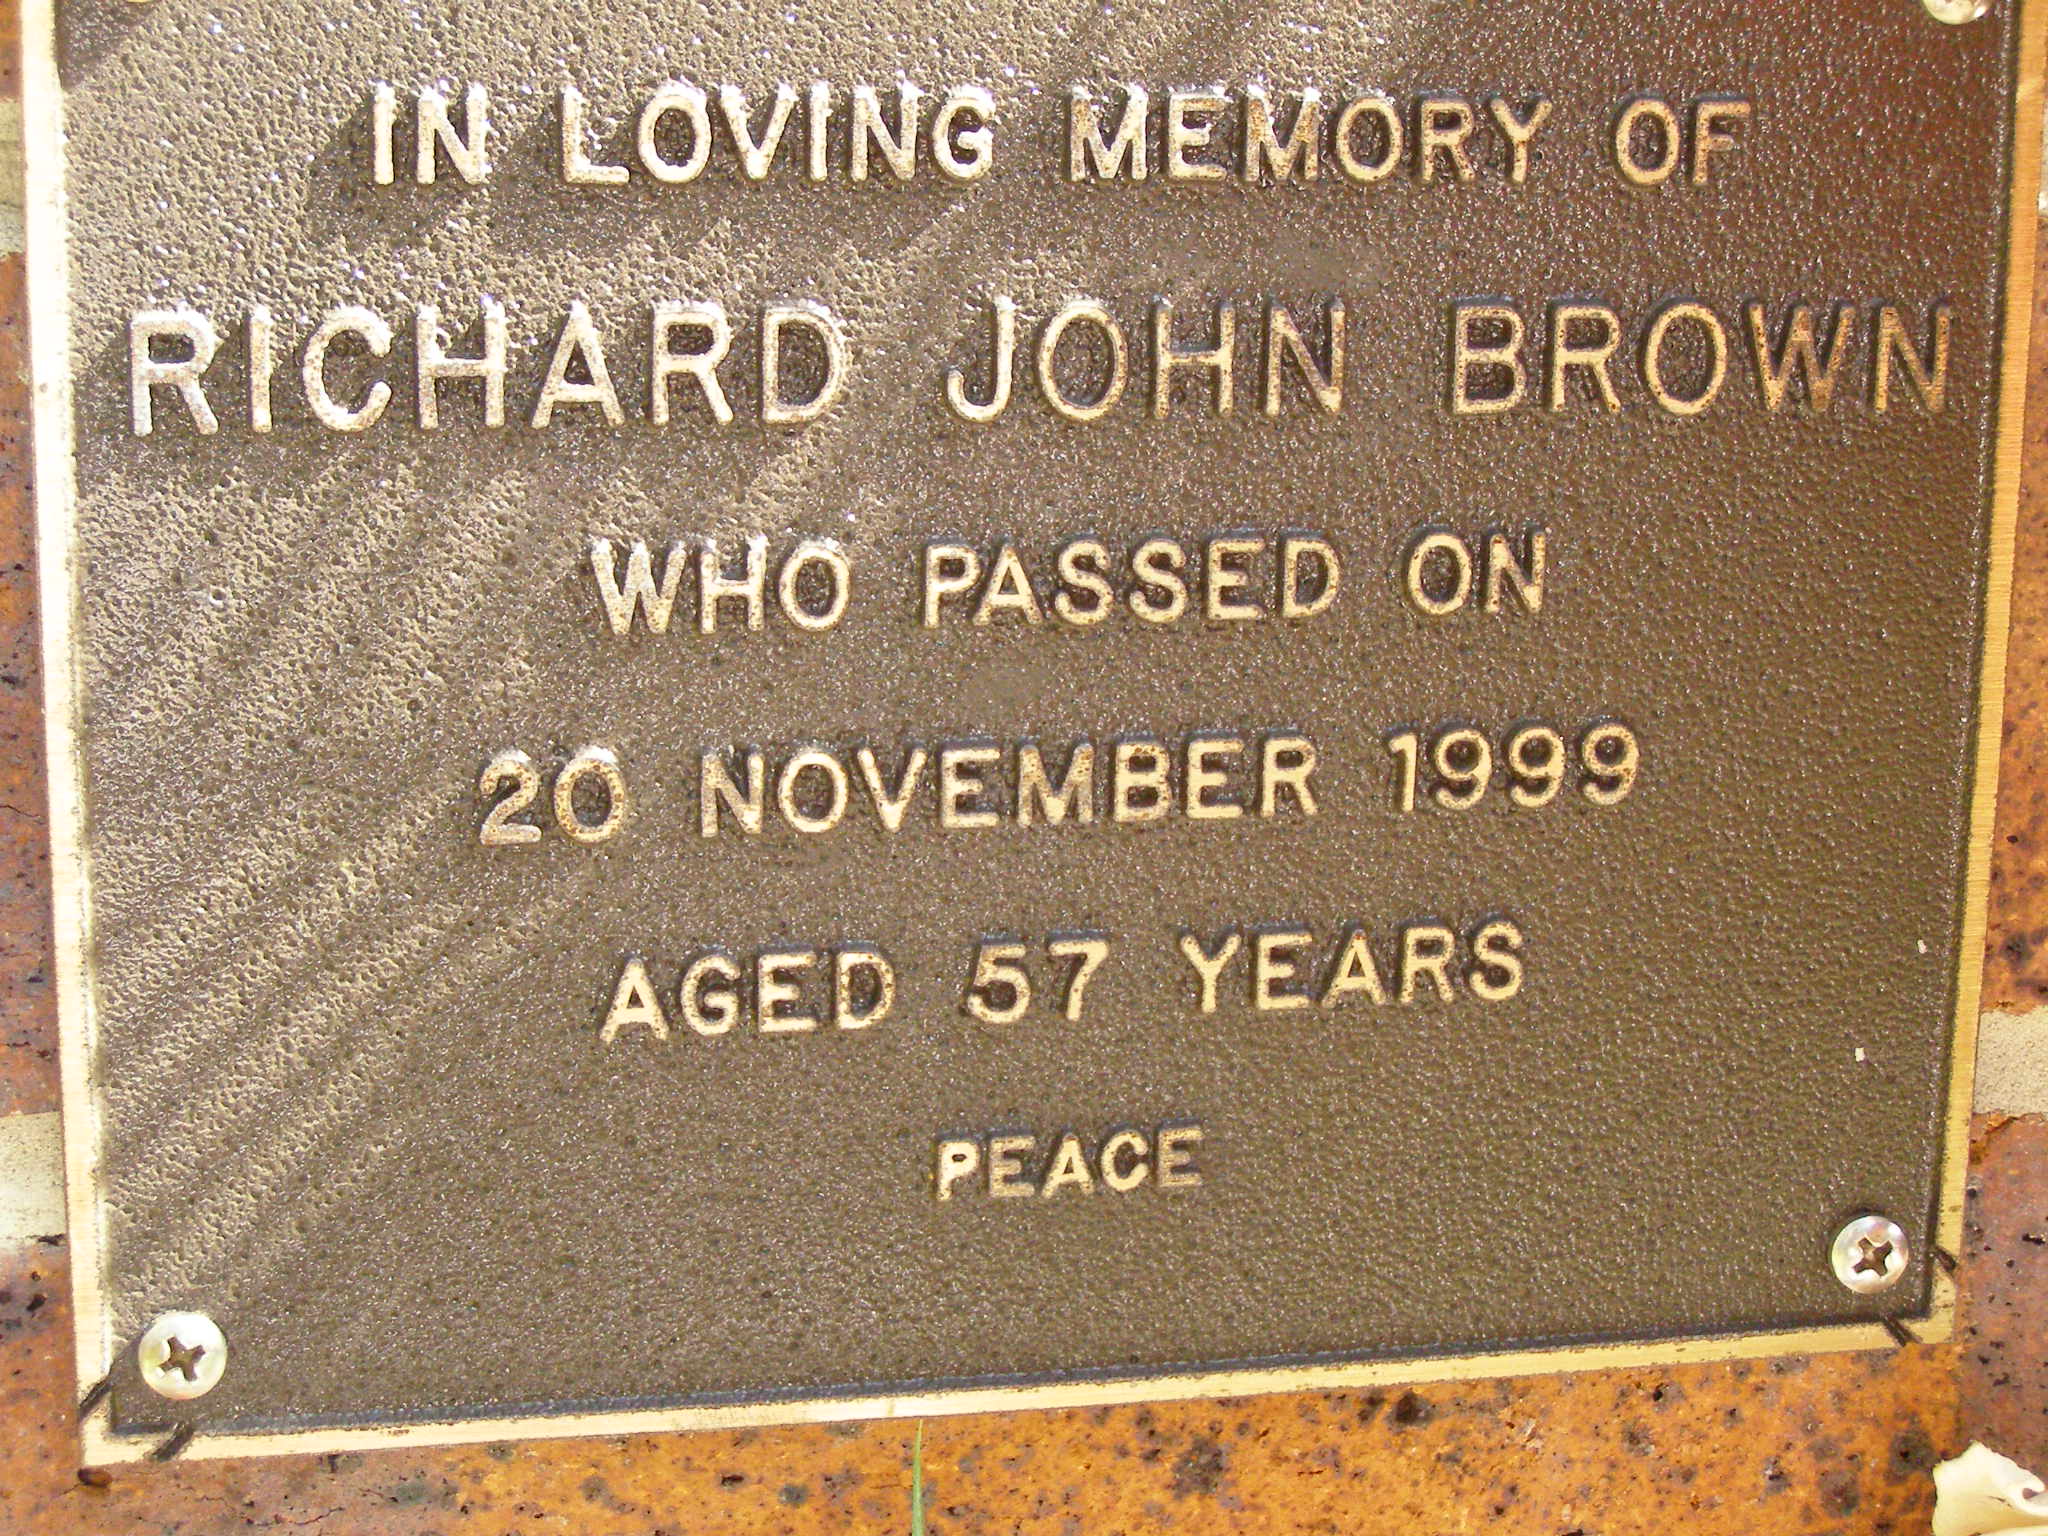 IN LOVING MEMORY OF
RICHARD JOHN BROWN
WHO PASSED ON
20 NOVEMBER 1999
AGED 57 YEARS
PEACE